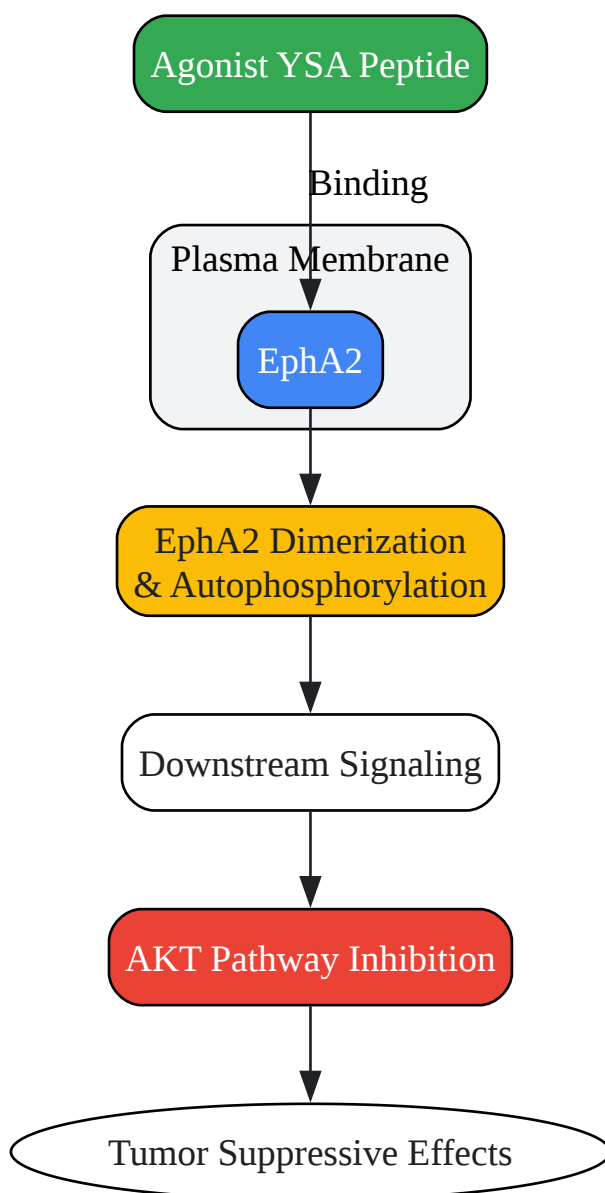 Agonist YSA Peptide
Binding
Plasma Membrane
EphA2
EphA2 Dimerization
& Autophosphorylation
Downstream Signaling
AKT Pathway Inhibition
Tumor Suppressive Effects